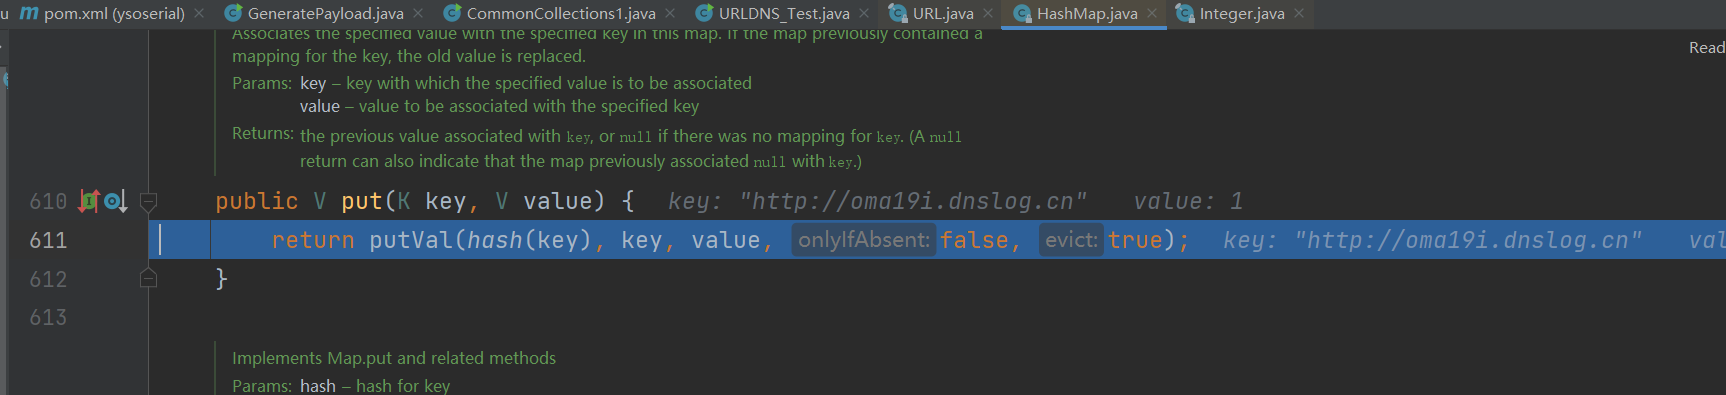 u pom.xml (ysoserial) GeneratePayload.java CommonCollections1.java URLDNS_Test.java URL.java HashMap.java Integer.java
Associates the specified value with the specified key in this map. If the map previously contained a
Read
mapping for the key, the old value is replaced.
Params: key – key with which the specified value is to be associated
value – value to be associated with the specified key
Returns: the previous value associated with key, or null if there was no mapping for key. (A null
return can also indicate that the map previously associated null with key.)
610 public V put(K key, V value) { key: "http://oma19i.dnslog.cn" value: 1
611 return putVal(hash(key), key, value, onlyIfAbsent: false, evict: true); key: "http://oma19i.dnslog.cn" val
612 }
613
Implements Map.put and related methods
Params: hash – hash for key